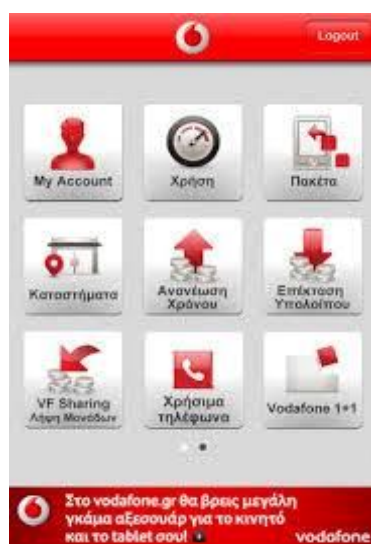 Logout
My Account
Χρήση
Πακέτα
Καταστήματα
Ανανέωση
Χρόνου
Επέκταση
Υπολοίπου
VF Sharing
Λήψη Μονάδων
Χρήσιμα
τηλέφωνα
Vodafone 1+1
Στο vodafone.gr θα βρεις μεγάλη
γκάμα αξεσουάρ για το κινητό
και το tablet σου!
vodafone